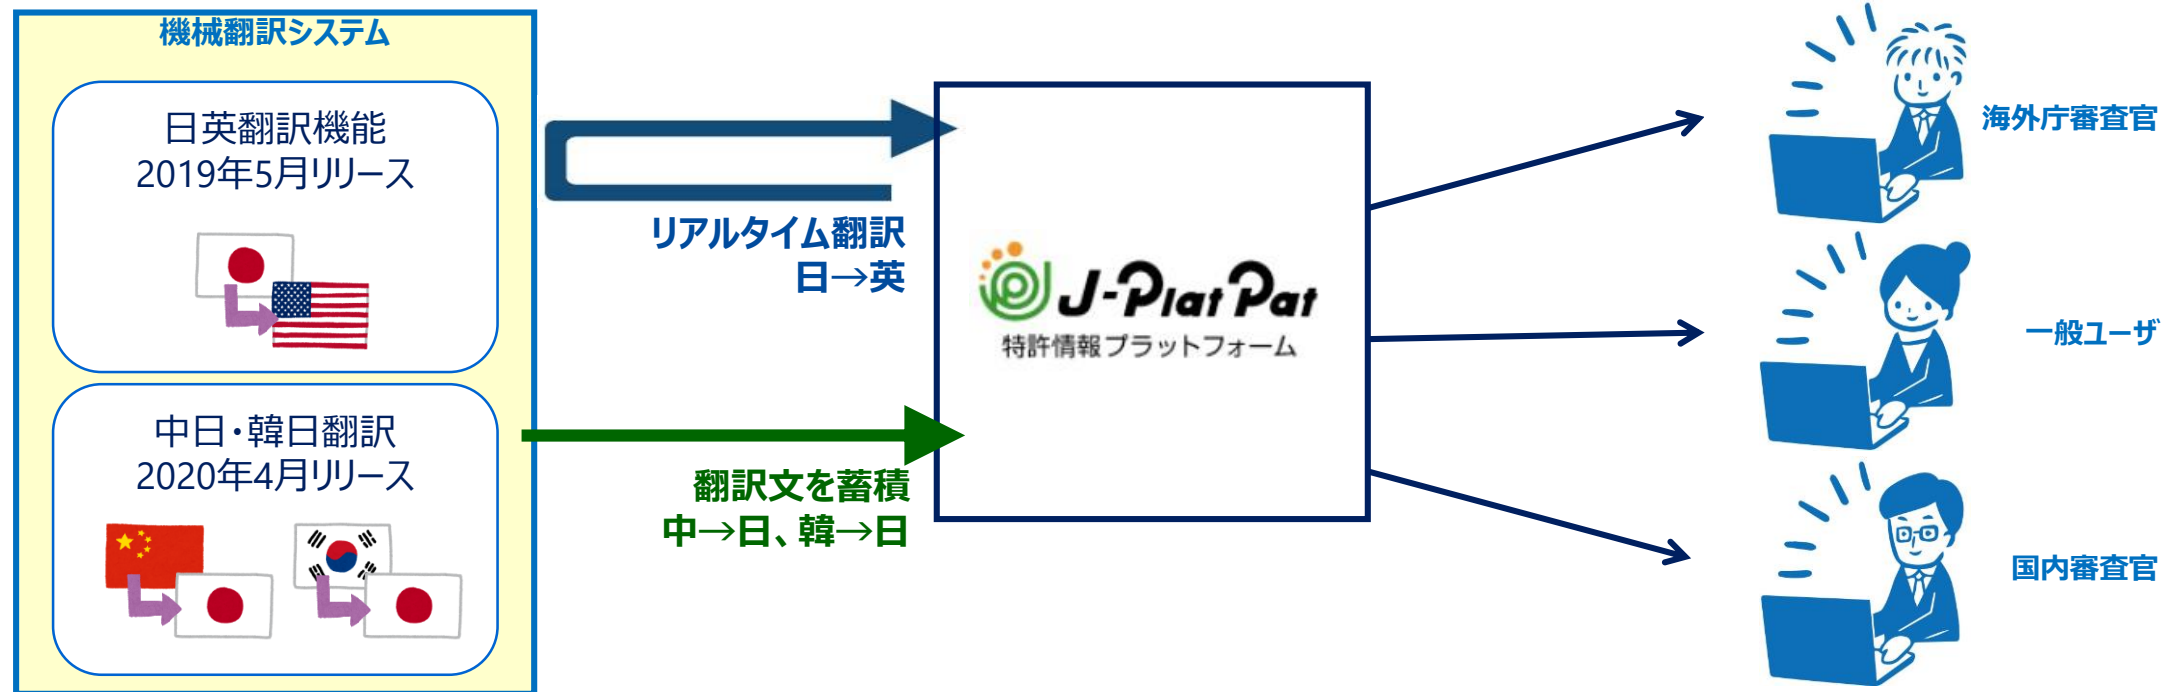 機械翻訳システム
日英翻訳機能
2019年5月リリース
中日・韓日翻訳
2020年4月リリース
リアルタイム翻訳
日→英
翻訳文を蓄積
中→日、韓→日
J-PlatPat
特許情報プラットフォーム
海外庁審査官
一般ユーザ
国内審査官